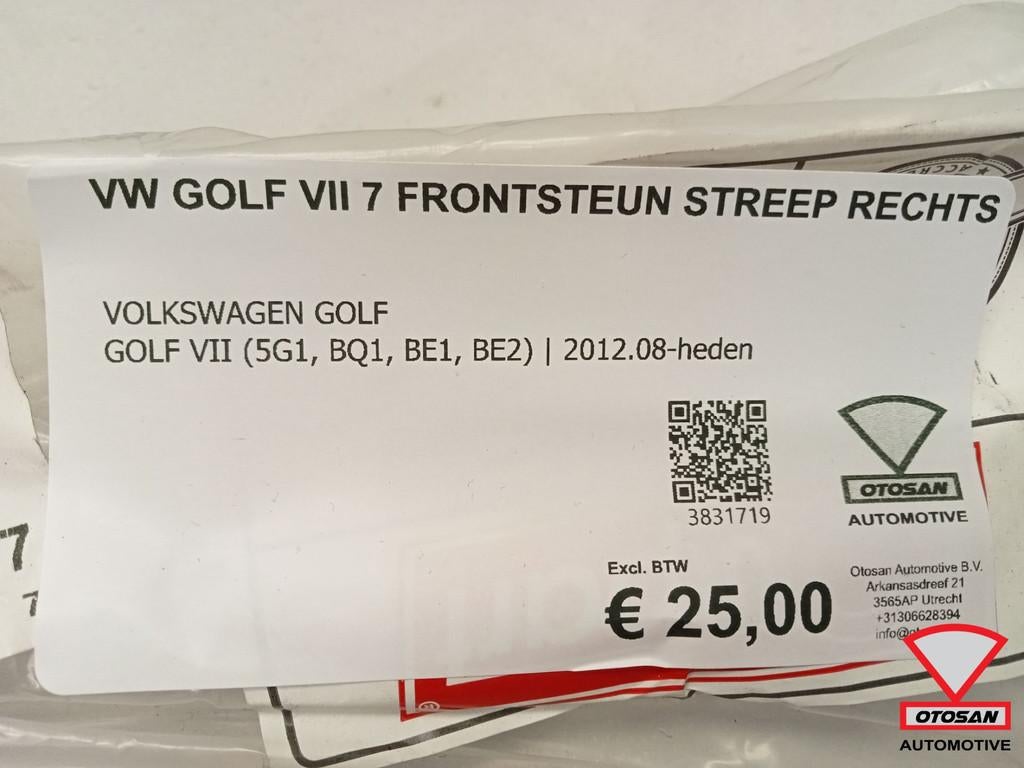 VW GOLF VII 7 FRONTSTEUN STREEP RECHTS
VOLKSWAGEN GOLF
GOLF VII (5G1, BQ1, BE1, BE2) | 2012.08-heden
3831719
OTOSAN
AUTOMOTIVE
Excl. BTW
€ 25,00
Otosan Automotive B.V.
Arkansasdreef 21
3565AP Utrecht
+31306628394
7
OTOSAN
AUTOMOTIVE